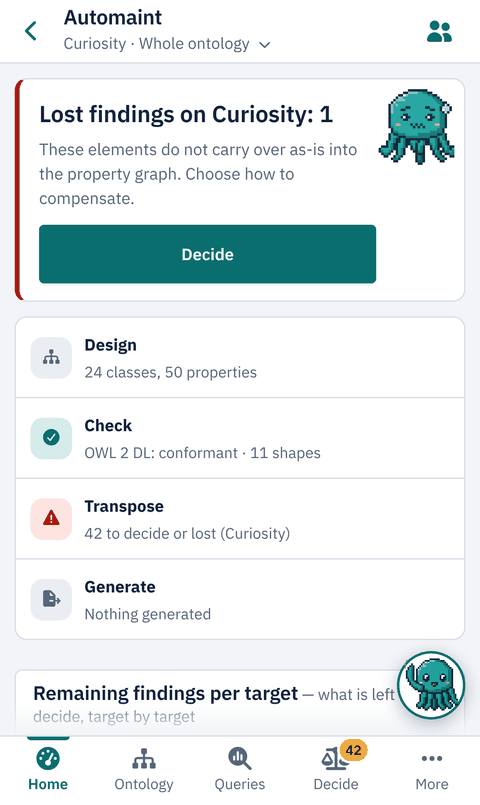 Automaint
Curiosity · Whole ontology
Lost findings on Curiosity: 1
These elements do not carry over as-is into
the property graph. Choose how to
compensate.
Decide
Design
24 classes, 50 properties
Check
OWL 2 DL: conformant · 11 shapes
Transpose
42 to decide or lost (Curiosity)
Generate
Nothing generated
Remaining findings per target — what is left
decide, target by target
42
Home
Ontology
Queries
Decide
More